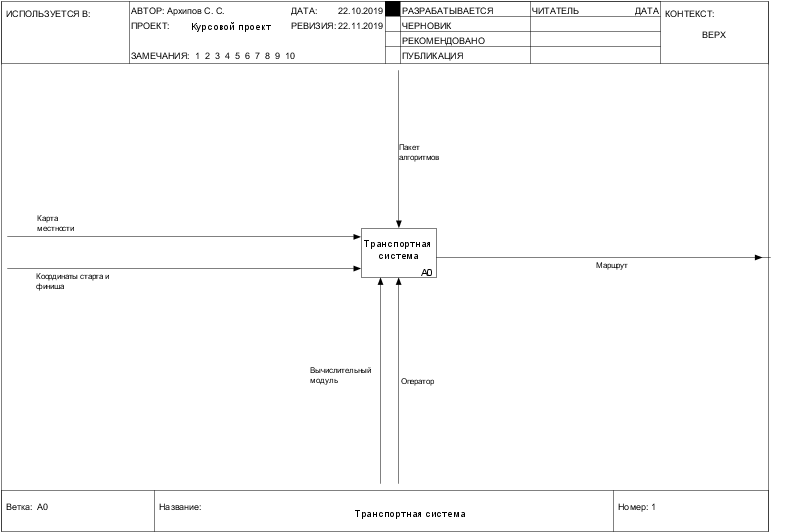 ИСПОЛЬЗУЕТСЯ В:
АВТОР: Архипов С. С.
ДАТА: 22.10.2019
ПРОЕКТ: Курсовой проект
РЕВИЗИЯ: 22.11.2019
ЗАМЕЧАНИЯ: 1 2 3 4 5 6 7 8 9 10
РАЗРАБАТЫВАЕТСЯ
ЧЕРНОВИК
РЕКОМЕНДОВАНО
ПУБЛИКАЦИЯ
ЧИТАТЕЛЬ ДАТА
КОНТЕКСТ:
ВЕРХ
Пакет
алгоритмов
Карта
местности
Координаты старта и
финиша
Транспортная
система
A0
Маршрут
Вычислительный
модуль
Оператор
Ветка: A0
Название:
Транспортная система
Номер: 1